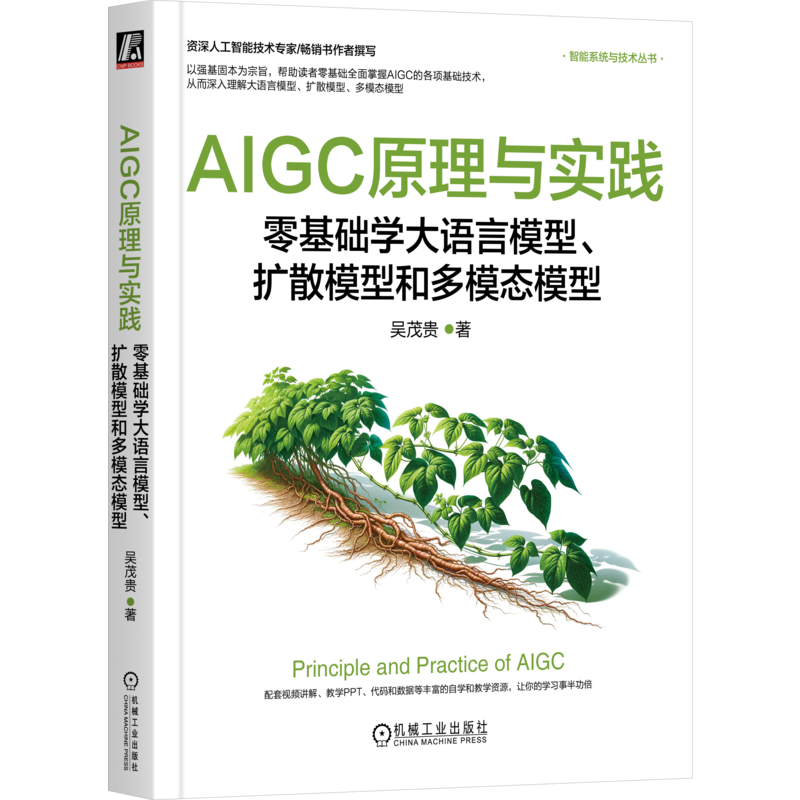 CMP BOOKS
AIGC原理与实践
零基础学大语言模型、
扩散模型和多模态模型
吴茂贵 著
机械工业出版社
CHINA MACHINE PRESS
资深人工智能技术专家/畅销书作者撰写
·智能系统与技术丛书·
以强基固本为宗旨，帮助读者零基础全面掌握AIGC的各项基础技术，
从而深入理解大语言模型、扩散模型、多模态模型
AIGC原理与实践
零基础学大语言模型、
扩散模型和多模态模型
吴茂贵 ●著
Principle and Practice of AIGC
配套视频讲解、教学PPT、代码和数据等丰富的自学和教学资源，让你的学习事半功倍
机械工业出版社
CHINA MACHINE PRESS